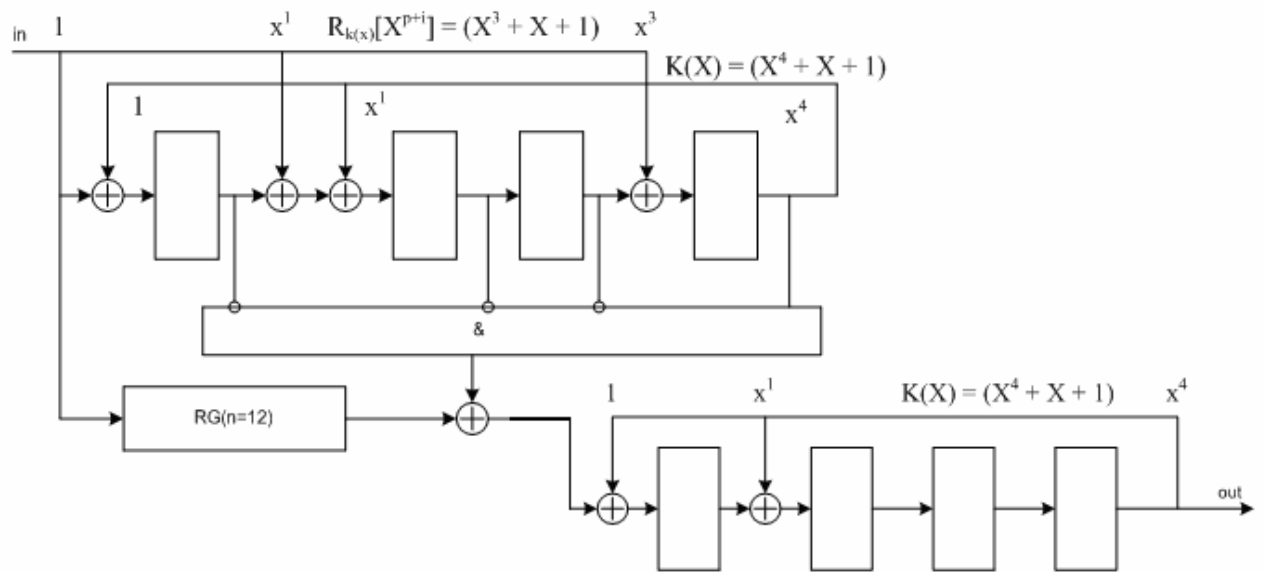 in 1 x¹ R_{k(x)}[X^{p+i}] = (X³ + X + 1) x³
K(X) = (X⁴ + X + 1)
1 x¹ x⁴
&
RG(n=12)
1 x¹ K(X) = (X⁴ + X + 1) x⁴
out